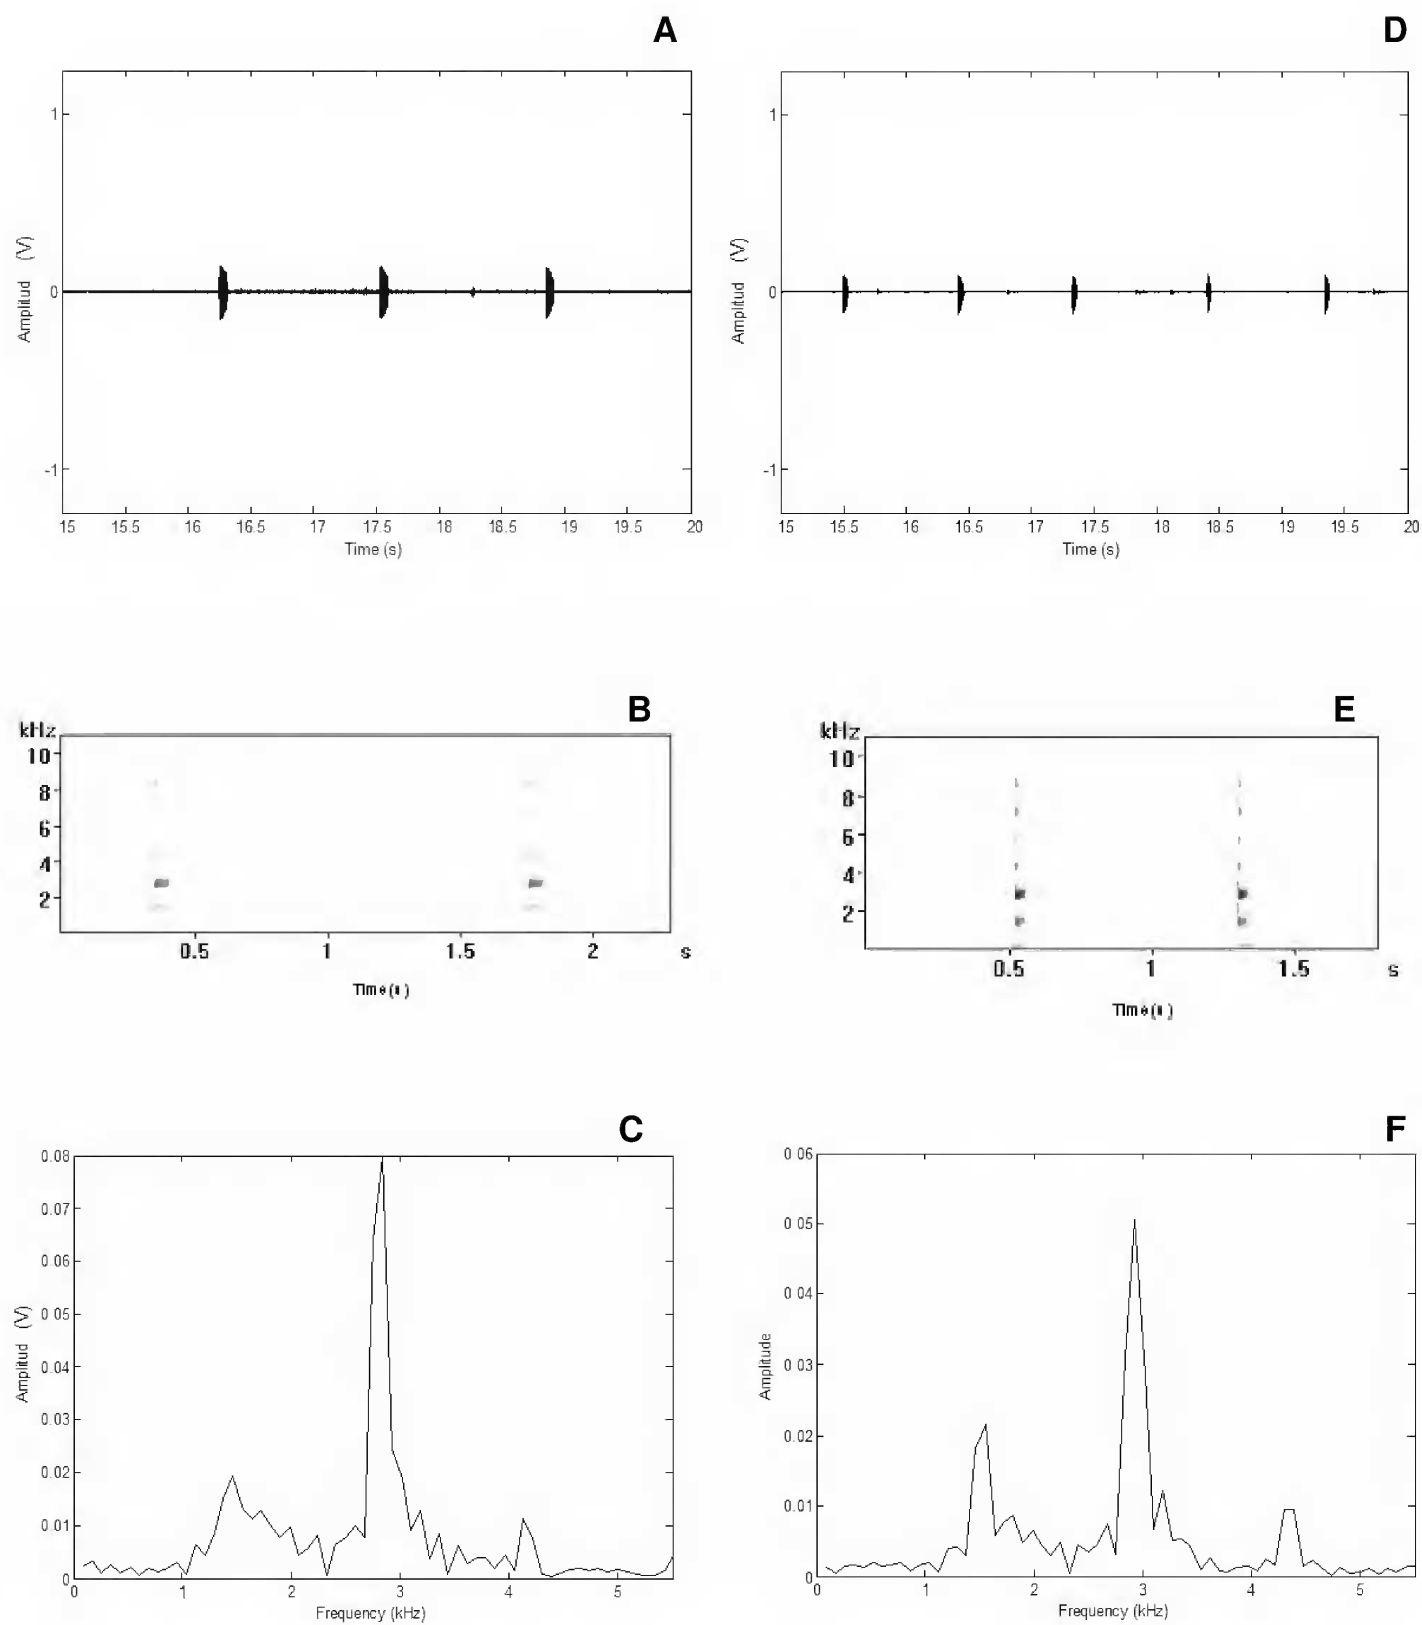 A
1
0
-1
Amplitud (V)
15 15.5 16 16.5 17 17.5 18 18.5 19 19.5 20
Time (s)
D
1
0
-1
Amplitud (V)
15 15.5 16 16.5 17 17.5 18 18.5 19 19.5 20
Time (s)
B
kHz
10
8
6
4
2
0.5 1 1.5 2 s
Time
E
kHz
10
8
6
4
2
0.5 1 1.5 s
Time
C
0.08
0.07
0.06
0.05
0.04
0.03
0.02
0.01
0
Amplitud (V)
0 1 2 3 4 5
Frequency (kHz)
F
0 06
0 05
0 04
0 03
0 02
0 01
0
Amplitude
0 1 2 3 4 5
Frequency (kHz)